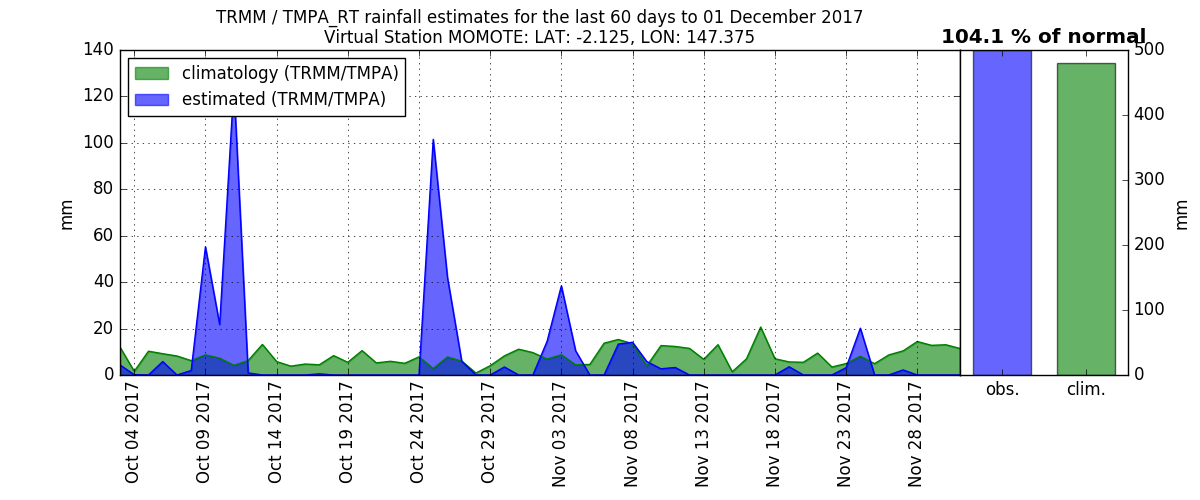 TRMM / TMPA_RT rainfall estimates for the last 60 days to 01 December 2017
Virtual Station MOMOTE: LAT: -2.125, LON: 147.375
104.1 % of normal
climatology (TRMM/TMPA)
estimated (TRMM/TMPA)
mm
140
120
100
80
60
40
20
0
Oct 04 2017
Oct 09 2017
Oct 14 2017
Oct 19 2017
Oct 24 2017
Oct 29 2017
Nov 03 2017
Nov 08 2017
Nov 13 2017
Nov 18 2017
Nov 23 2017
Nov 28 2017
500
400
300
200
100
0
mm
obs.
clim.